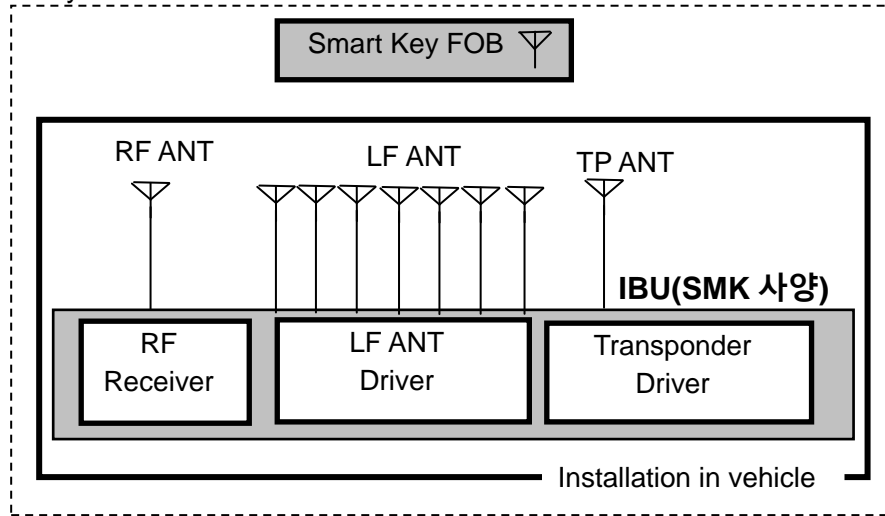 Smart Key FOB
RF ANT
LF ANT
TP ANT
IBU(SMK 사양)
RF
Receiver
LF ANT
Driver
Transponder
Driver
Installation in vehicle